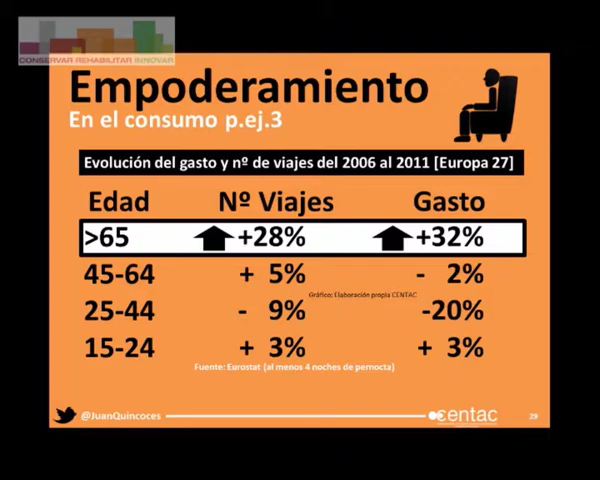 CONSERVAR REHABILITAR INNOVAR
Empoderamiento
En el consumo p.ej.3
Evolución del gasto y nº de viajes del 2006 al 2011 [Europa 27]
Edad Nº Viajes Gasto
>65 +28% +32%
45-64 + 5% - 2%
Gráfico: Elaboración propia CENTAC
25-44 - 9% -20%
15-24 + 3% + 3%
Fuente: Eurostat (al menos 4 noches de pernocta)
@JuanQuincoces centac 29